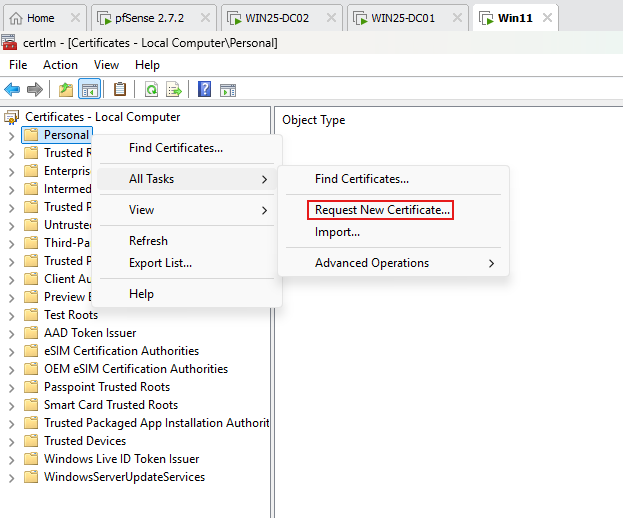 Home
pfSense 2.7.2
WIN25-DC02
WIN25-DC01
Win11
certlm - [Certificates - Local Computer\Personal]
File Action View Help
Certificates - Local Computer
Object Type
Personal
Trusted R
Enterpris
Intermed
Trusted P
Untruste
Third-Pa
Trusted P
Client Au
Preview B
Test Roots
AAD Token Issuer
eSIM Certification Authorities
OEM eSIM Certification Authorities
Passpoint Trusted Roots
Smart Card Trusted Roots
Trusted Packaged App Installation Authorit
Trusted Devices
Windows Live ID Token Issuer
WindowsServerUpdateServices
Find Certificates...
All Tasks
View
Refresh
Export List...
Help
Find Certificates...
Request New Certificate...
Import...
Advanced Operations